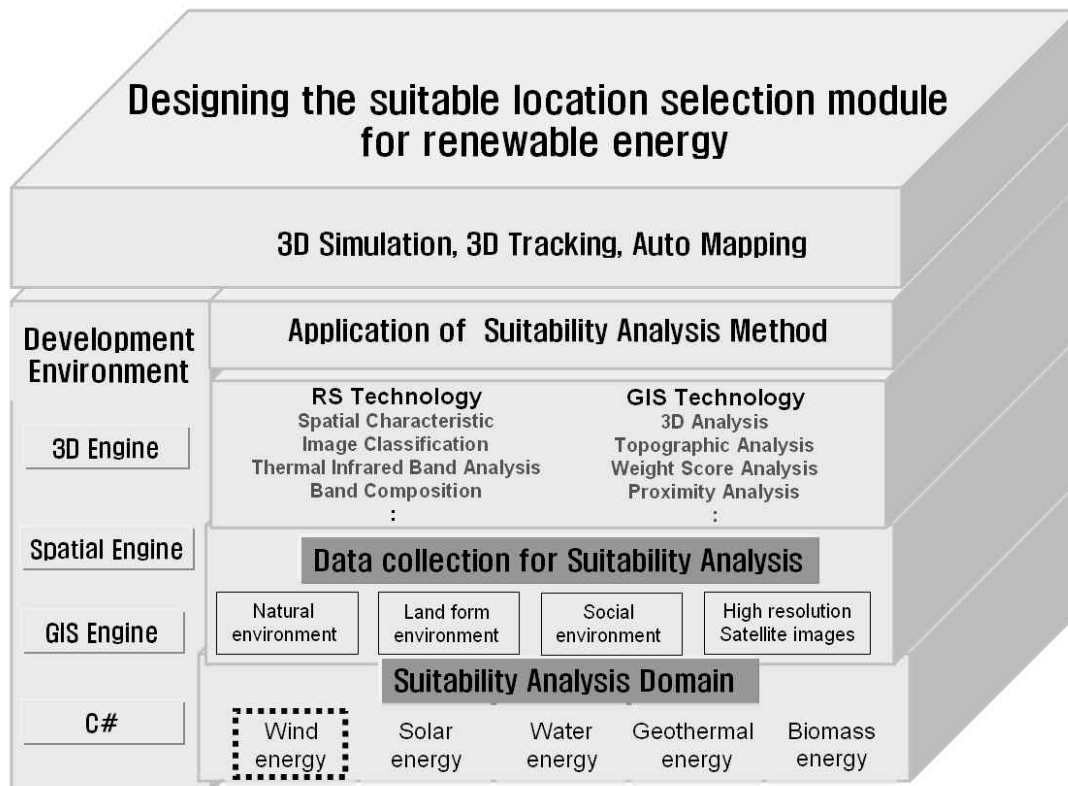 Designing the suitable location selection module
for renewable energy
3D Simulation, 3D Tracking, Auto Mapping
Development
Environment
3D Engine
Spatial Engine
GIS Engine
C#
Application of Suitability Analysis Method
RS Technology
Spatial Characteristic
Image Classification
Thermal Infrared Band Analysis
Band Composition
:
GIS Technology
3D Analysis
Topographic Analysis
Weight Score Analysis
Proximity Analysis
:
Data collection for Suitability Analysis
Natural
environment
Land form
environment
Social
environment
High resolution
Satellite images
Suitability Analysis Domain
Wind
energy
Solar
energy
Water
energy
Geothermal
energy
Biomass
energy